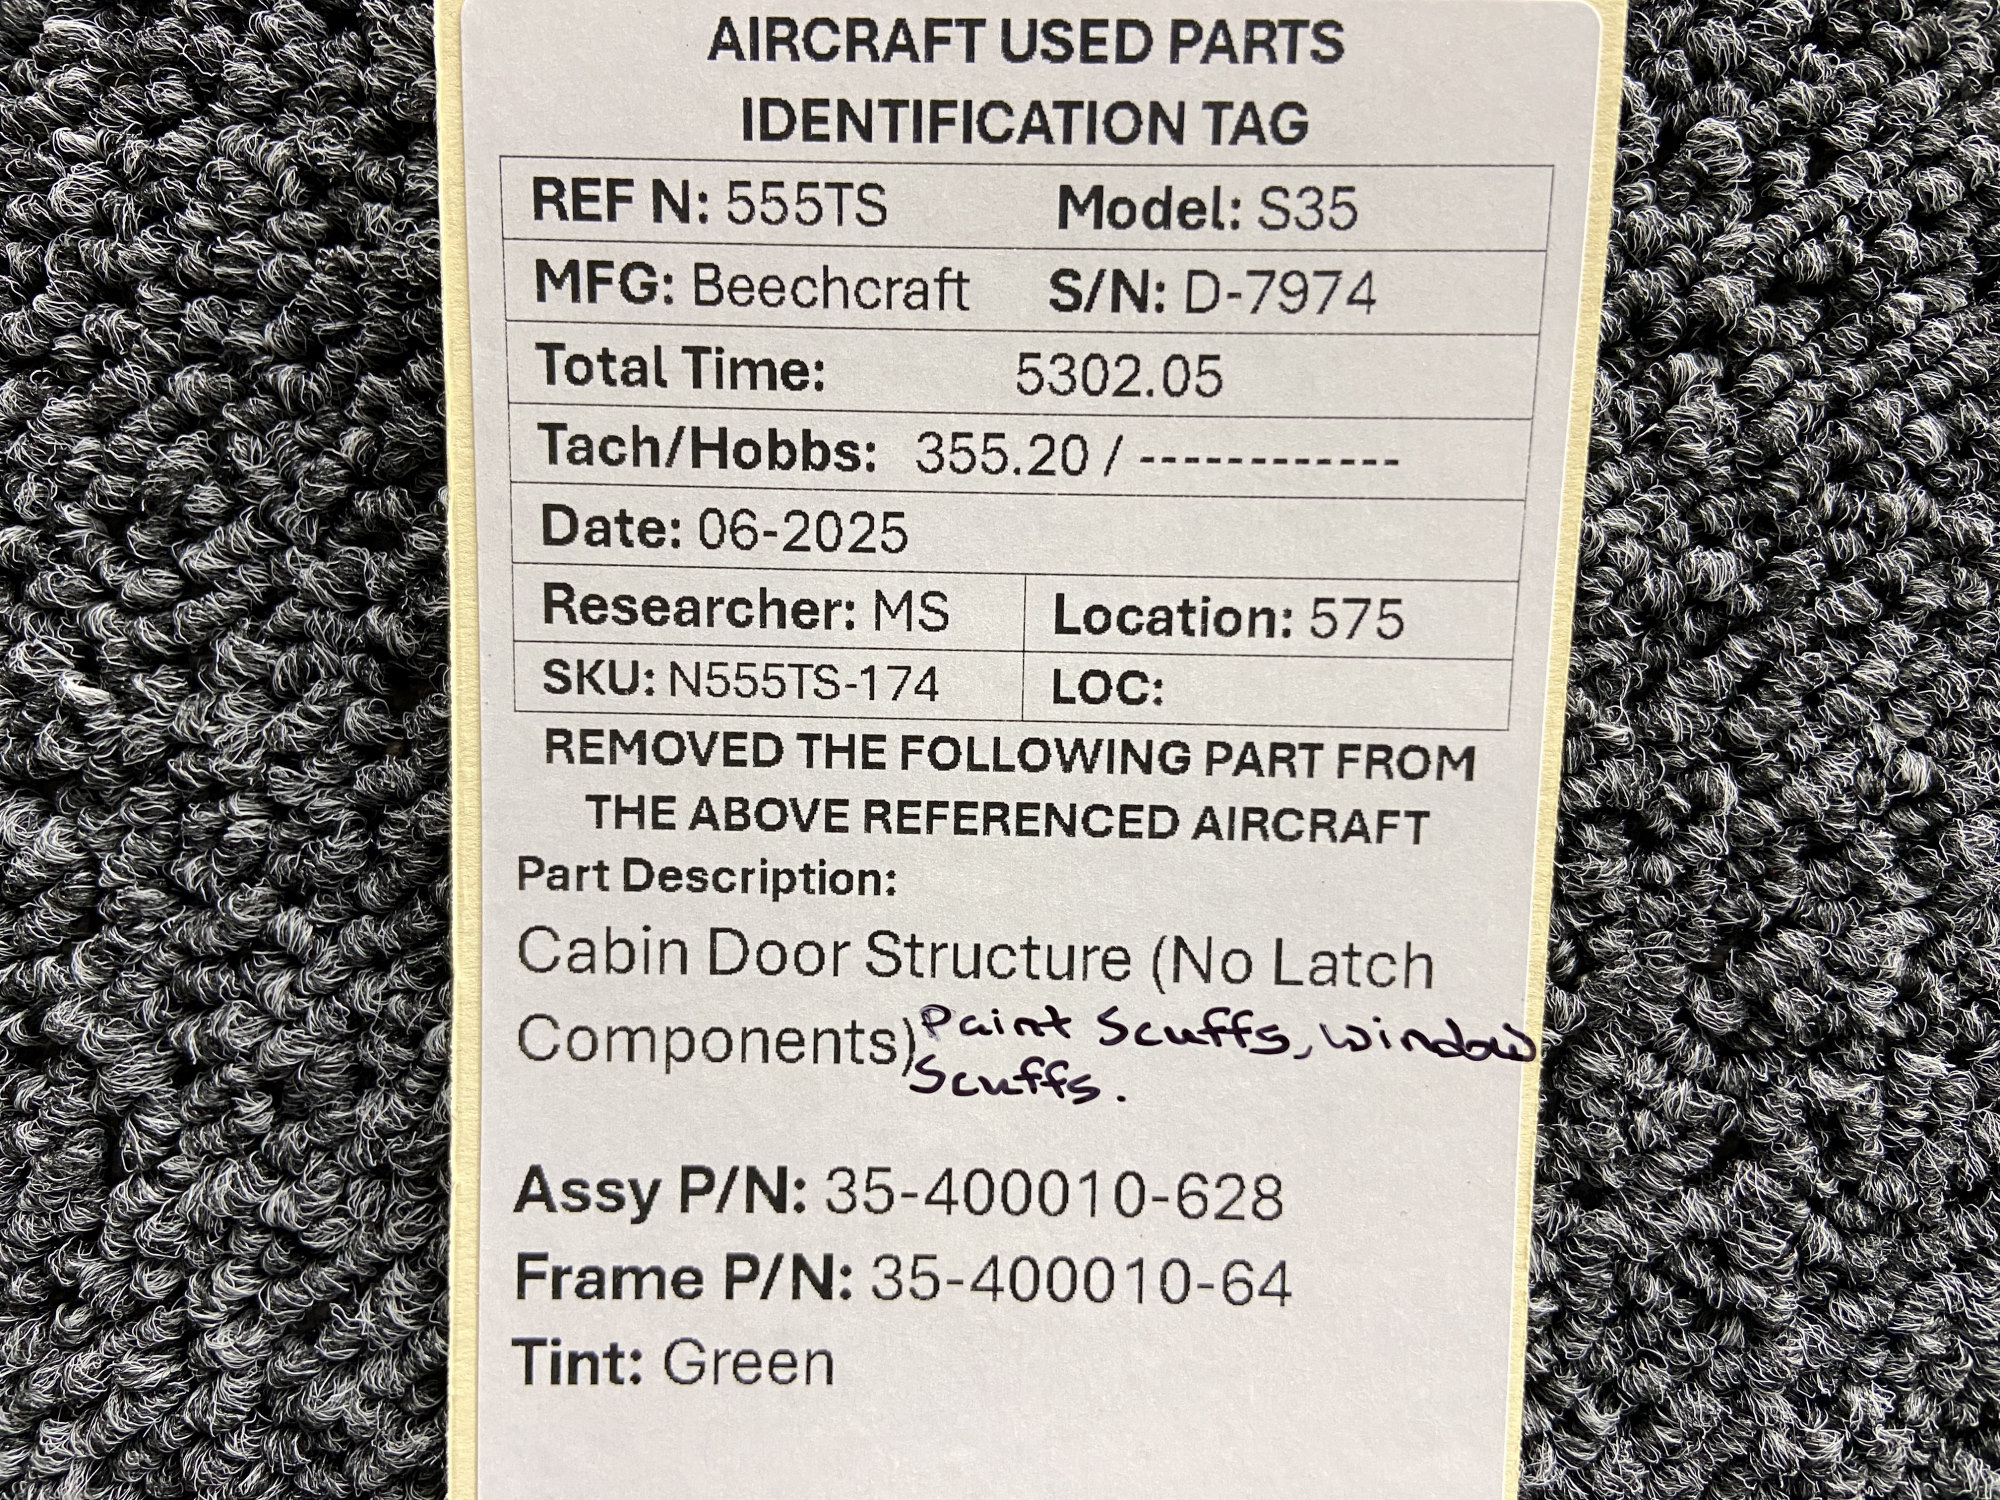 AIRCRAFT USED PARTS
IDENTIFICATION TAG
REF N: 555TS Model: S35
MFG: Beechcraft S/N: D-7974
Total Time: 5302.05
Tach/Hobbs: 355.20 / ------------
Date: 06-2025
Researcher: MS Location: 575
SKU: N555TS-174 LOC:
REMOVED THE FOLLOWING PART FROM
THE ABOVE REFERENCED AIRCRAFT
Part Description:
Cabin Door Structure (No Latch
Components) Paint Scuffs, window
Scuffs.
Assy P/N: 35-400010-628
Frame P/N: 35-400010-64
Tint: Green